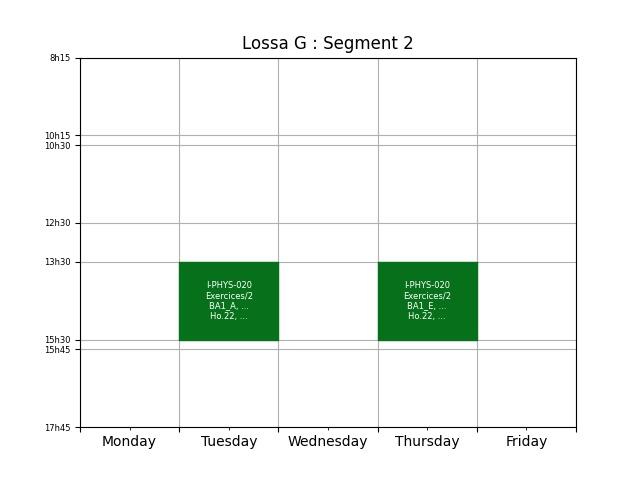 Lossa G : Segment 2
8h15
10h15
10h30
12h30
13h30
15h30
15h45
17h45
I-PHYS-020
Exercices/2
BA1_A, ...
Ho.22, ...
I-PHYS-020
Exercices/2
BA1_E, ...
Ho.22, ...
Monday Tuesday Wednesday Thursday Friday